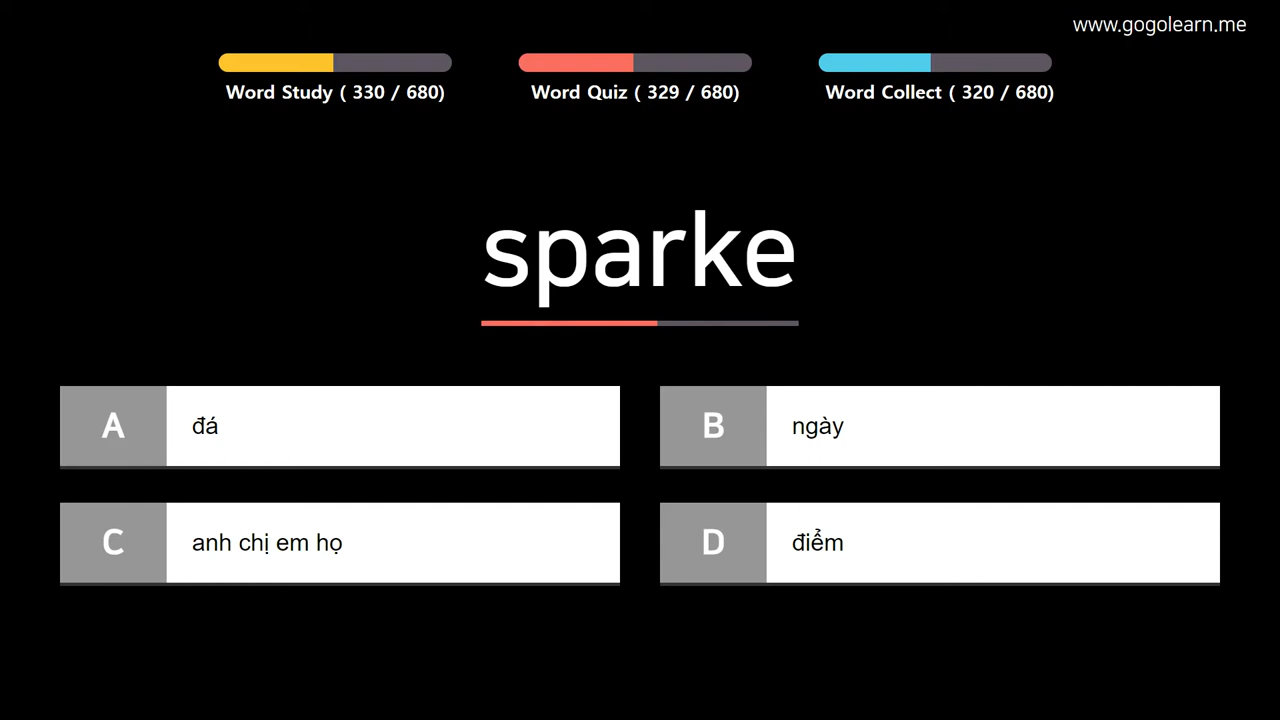 www.gogolearn.me
Word Study ( 330 / 680)
Word Quiz ( 329 / 680)
Word Collect ( 320 / 680)
sparke
A đá
B ngày
C anh chị em họ
D điểm